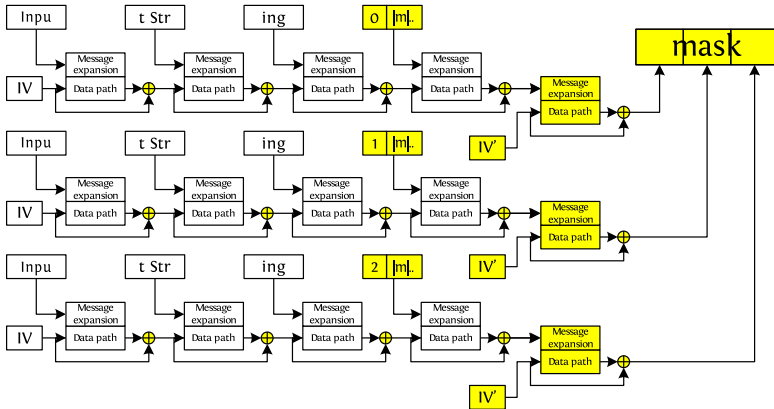 Inpu t Str ing 0 |m|.. mask
Message expansion Message expansion Message expansion Message expansion Message expansion
IV Data path Data path Data path Data path Data path
IV'
Inpu t Str ing 1 |m|..
Message expansion Message expansion Message expansion Message expansion Message expansion
IV Data path Data path Data path Data path Data path
IV'
Inpu t Str ing 2 |m|..
Message expansion Message expansion Message expansion Message expansion Message expansion
IV Data path Data path Data path Data path Data path
IV'